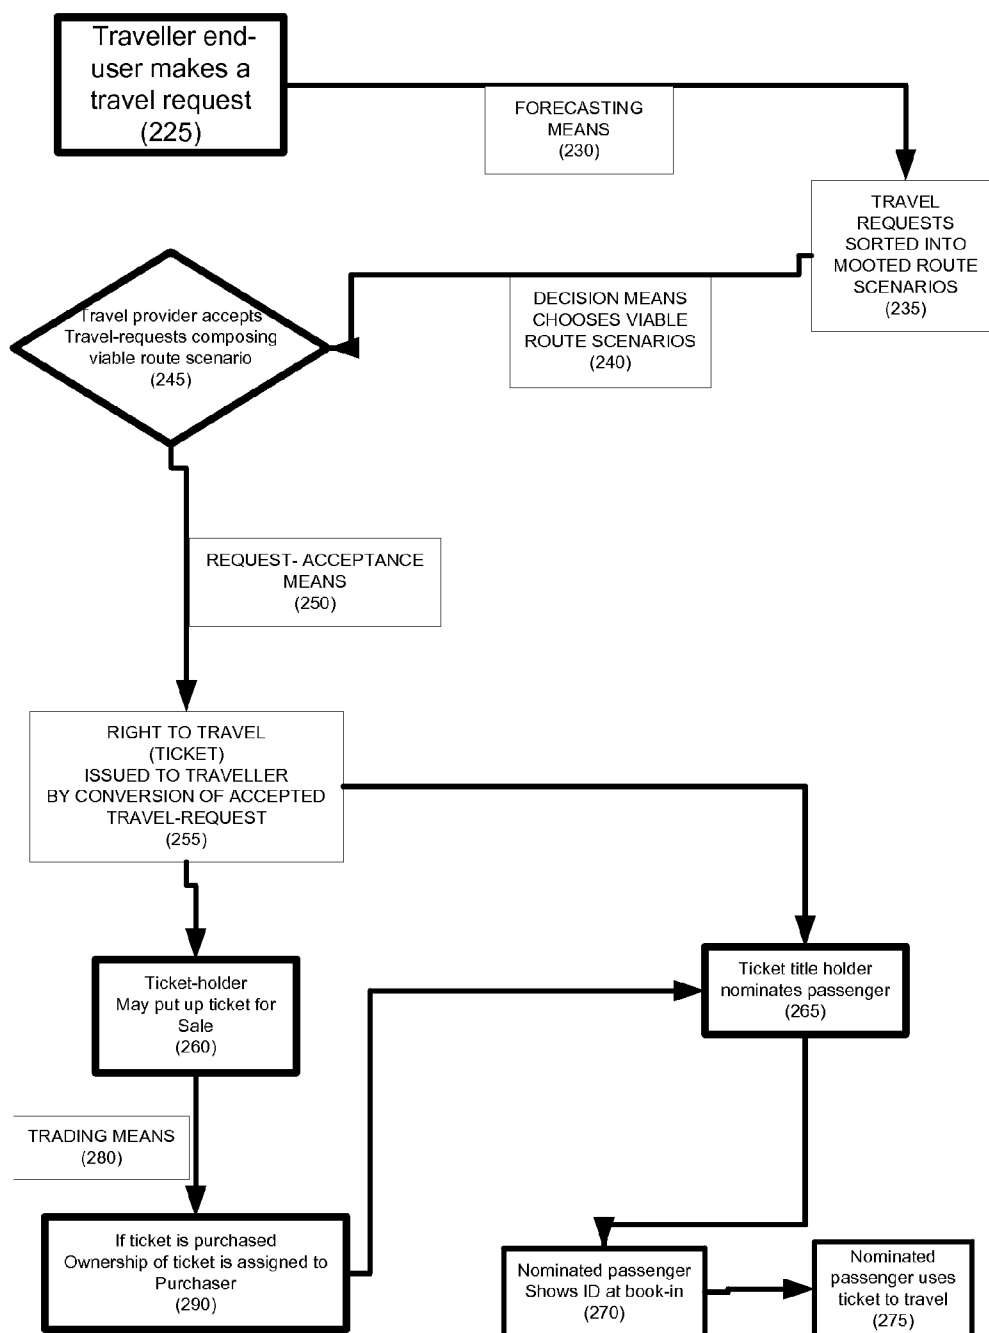 Traveller end-
user makes a
travel request
(225)
FORECASTING
MEANS
(230)
TRAVEL
REQUESTS
SORTED INTO
MOOTED ROUTE
SCENARIOS
(235)
DECISION MEANS
CHOOSES VIABLE
ROUTE SCENARIOS
(240)
Travel provider accepts
Travel-requests composing
viable route scenario
(245)
REQUEST- ACCEPTANCE
MEANS
(250)
RIGHT TO TRAVEL
(TICKET)
ISSUED TO TRAVELLER
BY CONVERSION OF ACCEPTED
TRAVEL-REQUEST
(255)
Ticket-holder
May put up ticket for
Sale
(260)
Ticket title holder
nominates passenger
(265)
TRADING MEANS
(280)
If ticket is purchased
Ownership of ticket is assigned to
Purchaser
(290)
Nominated passenger
Shows ID at book-in
(270)
Nominated
passenger uses
ticket to travel
(275)